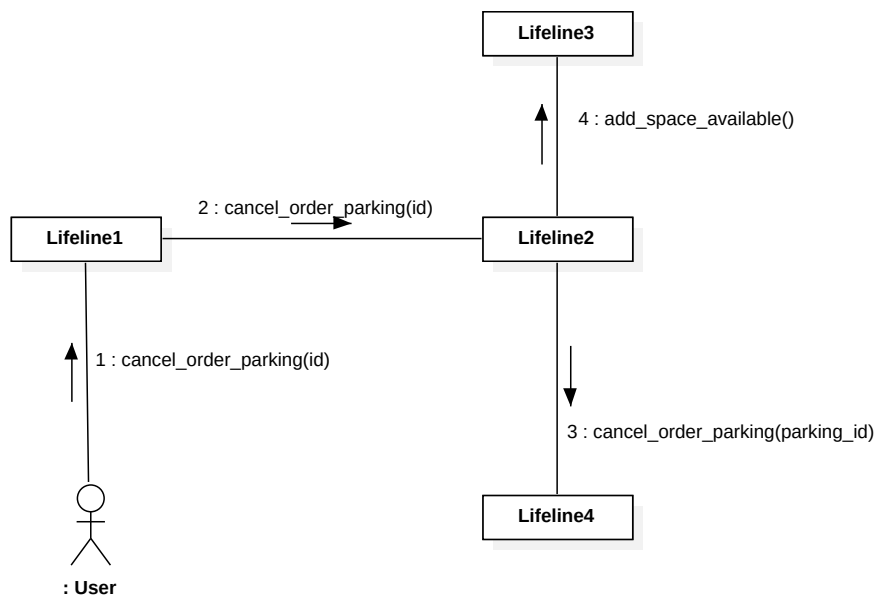 Lifeline3
4 : add_space_available()
2 : cancel_order_parking(id)
Lifeline1
Lifeline2
1 : cancel_order_parking(id)
3 : cancel_order_parking(parking_id)
Lifeline4
: User